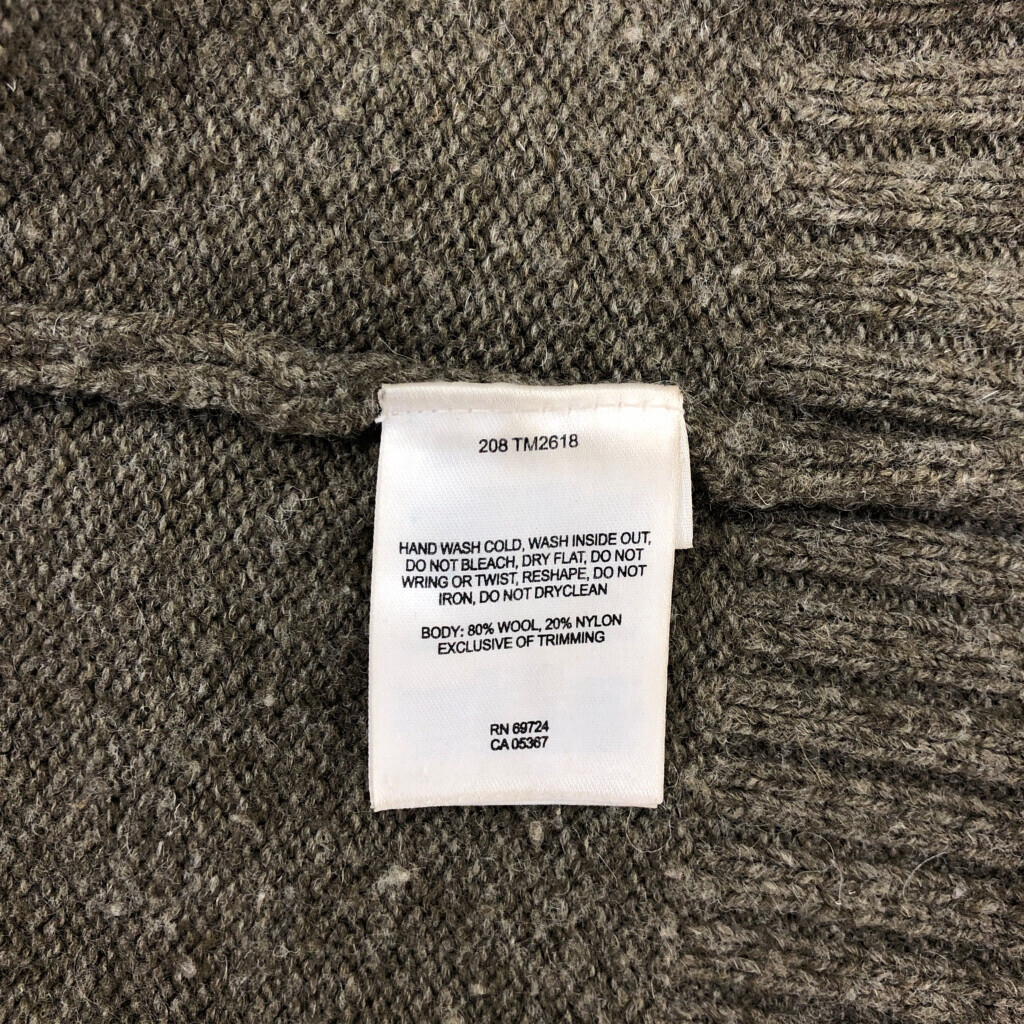 208 TM2618
HAND WASH COLD, WASH INSIDE OUT,
DO NOT BLEACH, DRY FLAT, DO NOT
WRING OR TWIST, RESHAPE, DO NOT
IRON, DO NOT DRYCLEAN
BODY: 80% WOOL, 20% NYLON
EXCLUSIVE OF TRIMMING
RN 69724
CA 05367